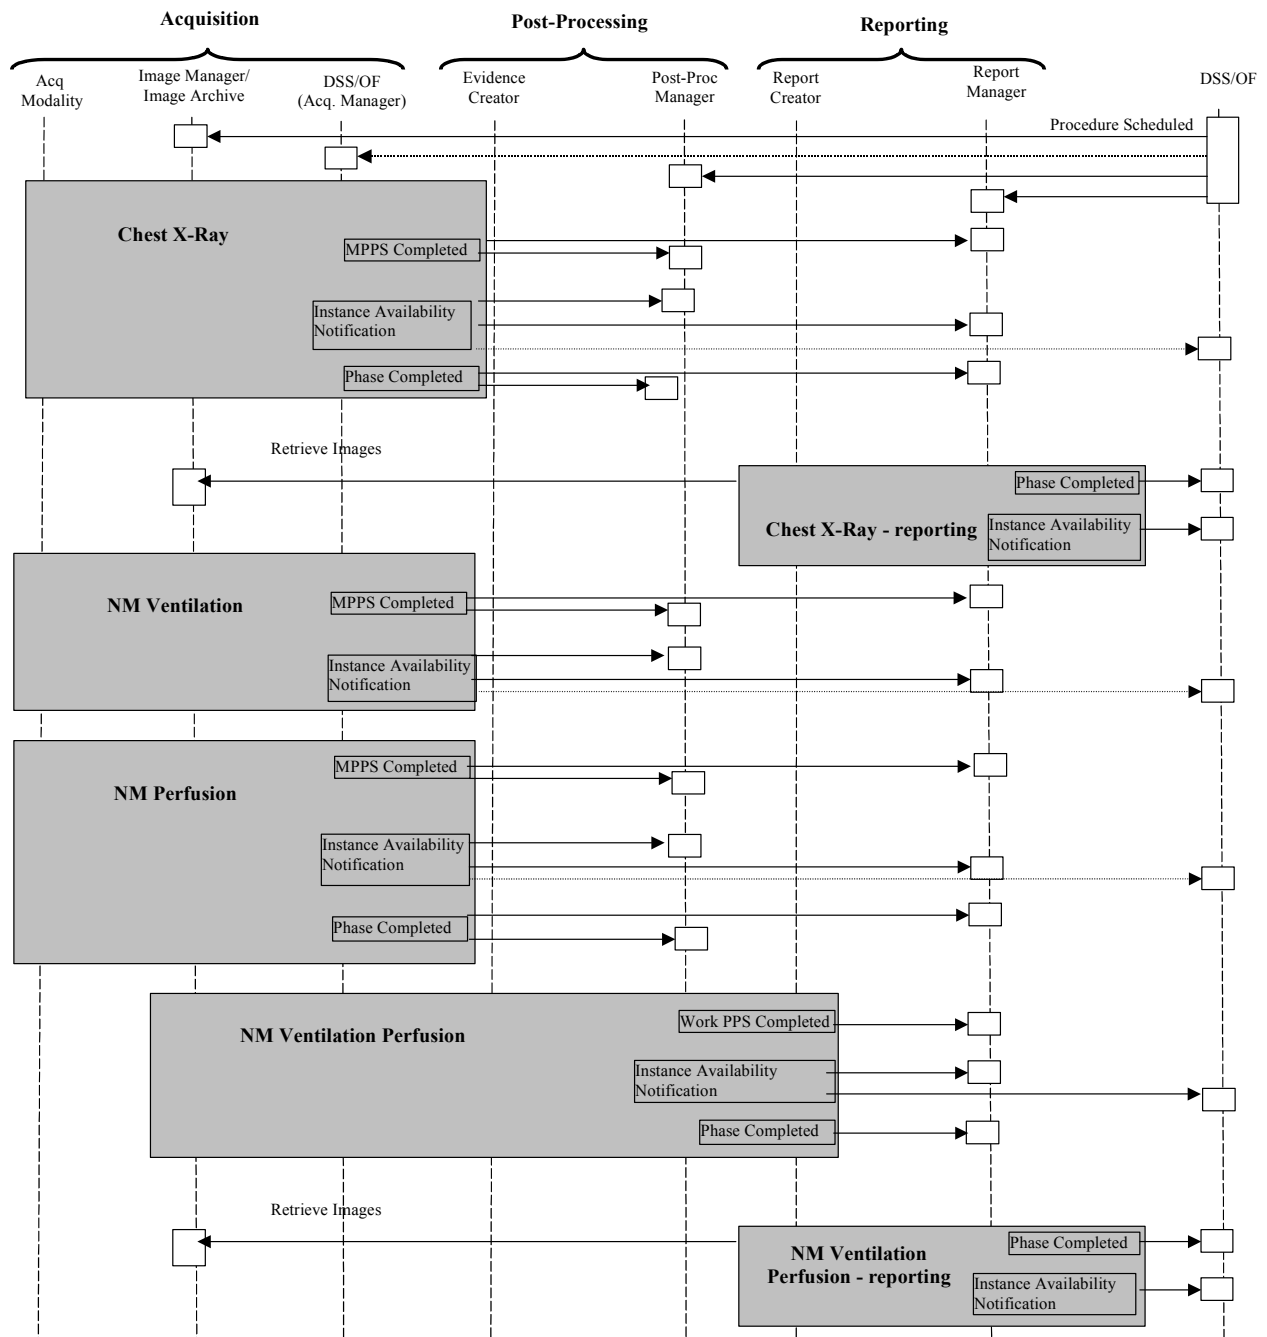 Acquisition
Post-Processing
Reporting
Acq
Modality
Image Manager/
Image Archive
DSS/OF
(Acq. Manager)
Evidence
Creator
Post-Proc
Manager
Report
Creator
Report
Manager
DSS/OF
Procedure Scheduled
Chest X-Ray
MPPS Completed
Instance Availability
Notification
Phase Completed
Retrieve Images
Phase Completed
Chest X-Ray - reporting
Instance Availability
Notification
NM Ventilation
MPPS Completed
Instance Availability
Notification
NM Perfusion
MPPS Completed
Instance Availability
Notification
Phase Completed
NM Ventilation Perfusion
Work PPS Completed
Instance Availability
Notification
Phase Completed
Retrieve Images
NM Ventilation
Perfusion - reporting
Phase Completed
Instance Availability
Notification